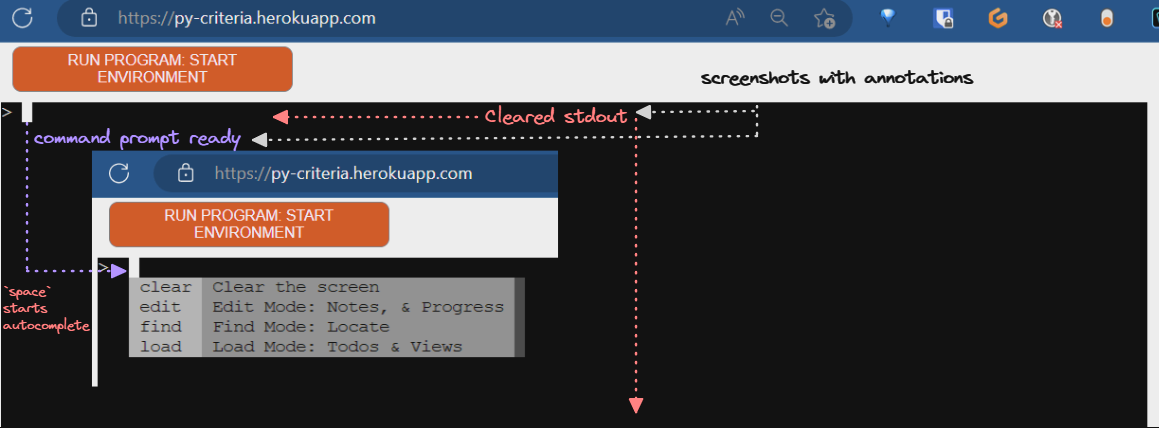 https://py-criteria.herokuapp.com
RUN PROGRAM: START
ENVIRONMENT
screenshots with annotations
>
Cleared stdout
command prompt ready
https://py-criteria.herokuapp.com
RUN PROGRAM: START
ENVIRONMENT
>
`space`
starts
autocomplete
clear Clear the screen
edit Edit Mode: Notes, & Progress
find Find Mode: Locate
load Load Mode: Todos & Views